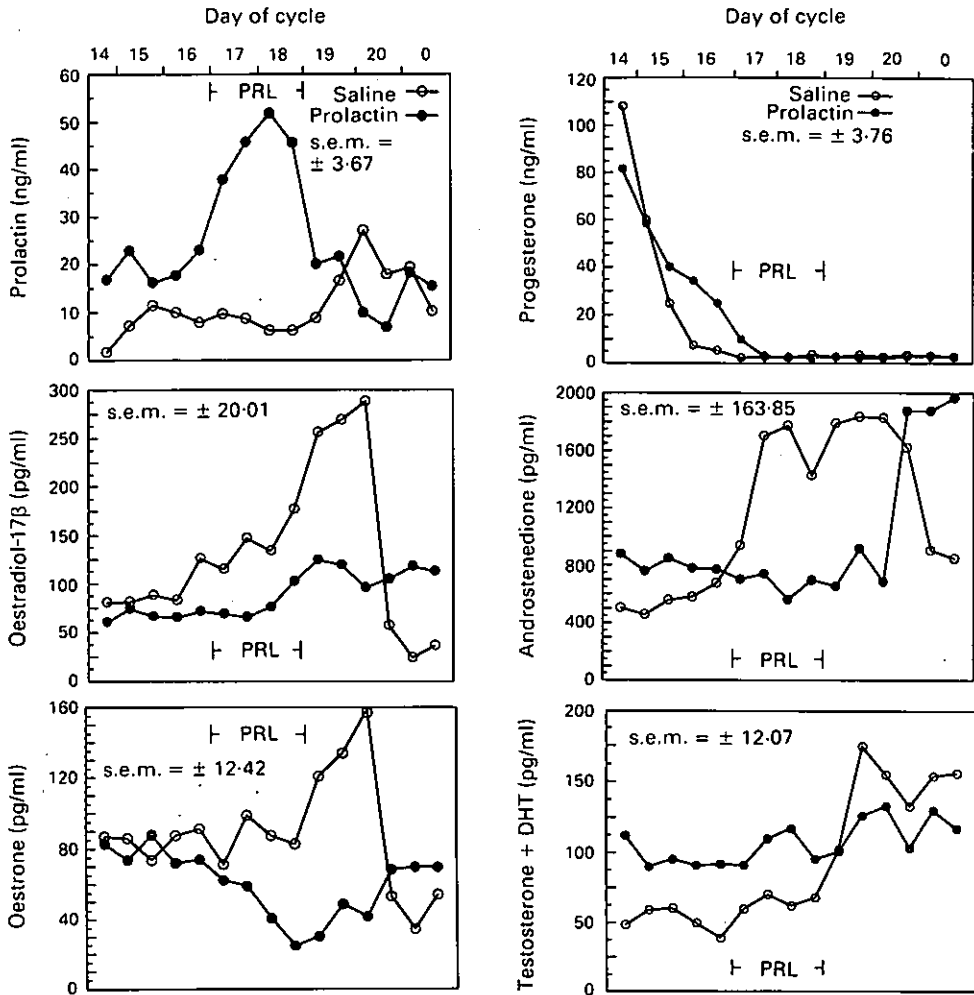 Day of cycle
14 15 16 17 18 19 20 0
60
50
40
30
20
10
0
Prolactin (ng/ml)
PRL
Saline
Prolactin
s.e.m. =
± 3·67
Day of cycle
14 15 16 17 18 19 20 0
120
100
80
60
40
20
0
Progesterone (ng/ml)
Saline
Prolactin
s.e.m. = ± 3·76
PRL
300
250
200
150
100
50
0
Oestradiol-17β (pg/ml)
s.e.m. = ± 20·01
PRL
2000
1800
1400
1000
800
400
0
Androstenedione (pg/ml)
s.e.m. = ± 163·85
PRL
160
120
80
40
0
Oestrone (pg/ml)
PRL
s.e.m. = ± 12·42
200
150
100
50
0
Testosterone + DHT (pg/ml)
s.e.m. = ± 12·07
PRL